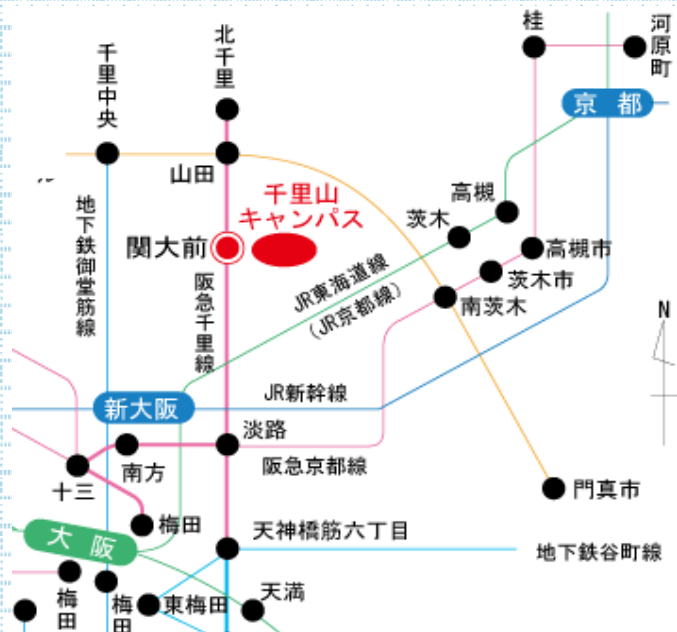 桂
河原町
北千里
千里中央
京都
山田
千里山
キャンパス
高槻
茨木
関大前
高槻市
茨木市
南茨木
地下鉄御堂筋線
阪急千里線
JR東海道線
(JR京都線)
N
JR新幹線
新大阪
淡路
阪急京都線
南方
十三
門真市
梅田
天神橋筋六丁目
大阪
地下鉄谷町線
梅田
梅田
東梅田
天満